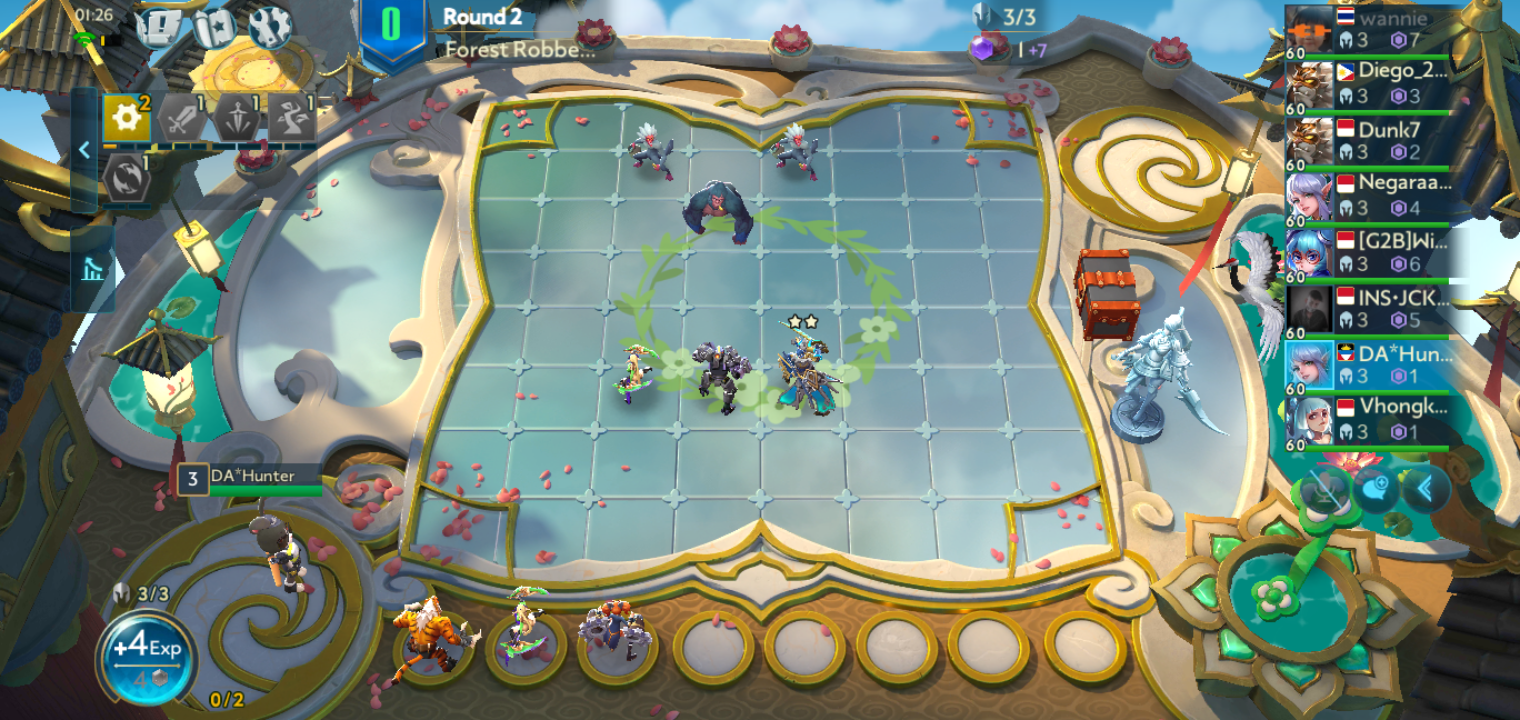 01:26
0
Round 2
Forest Robbe...
3/3
1 +7
2
1
1
1
1
wannie
3 7
60
Diego_2...
3 3
60
Dunk7
3 2
60
Negaraa...
3 4
60
[G2B]Wi...
3 6
60
INS•JCK...
3 5
60
DA*Hun...
3 1
60
Vhongk...
3 1
60
3 DA*Hunter
3/3
+4Exp
4
0/2